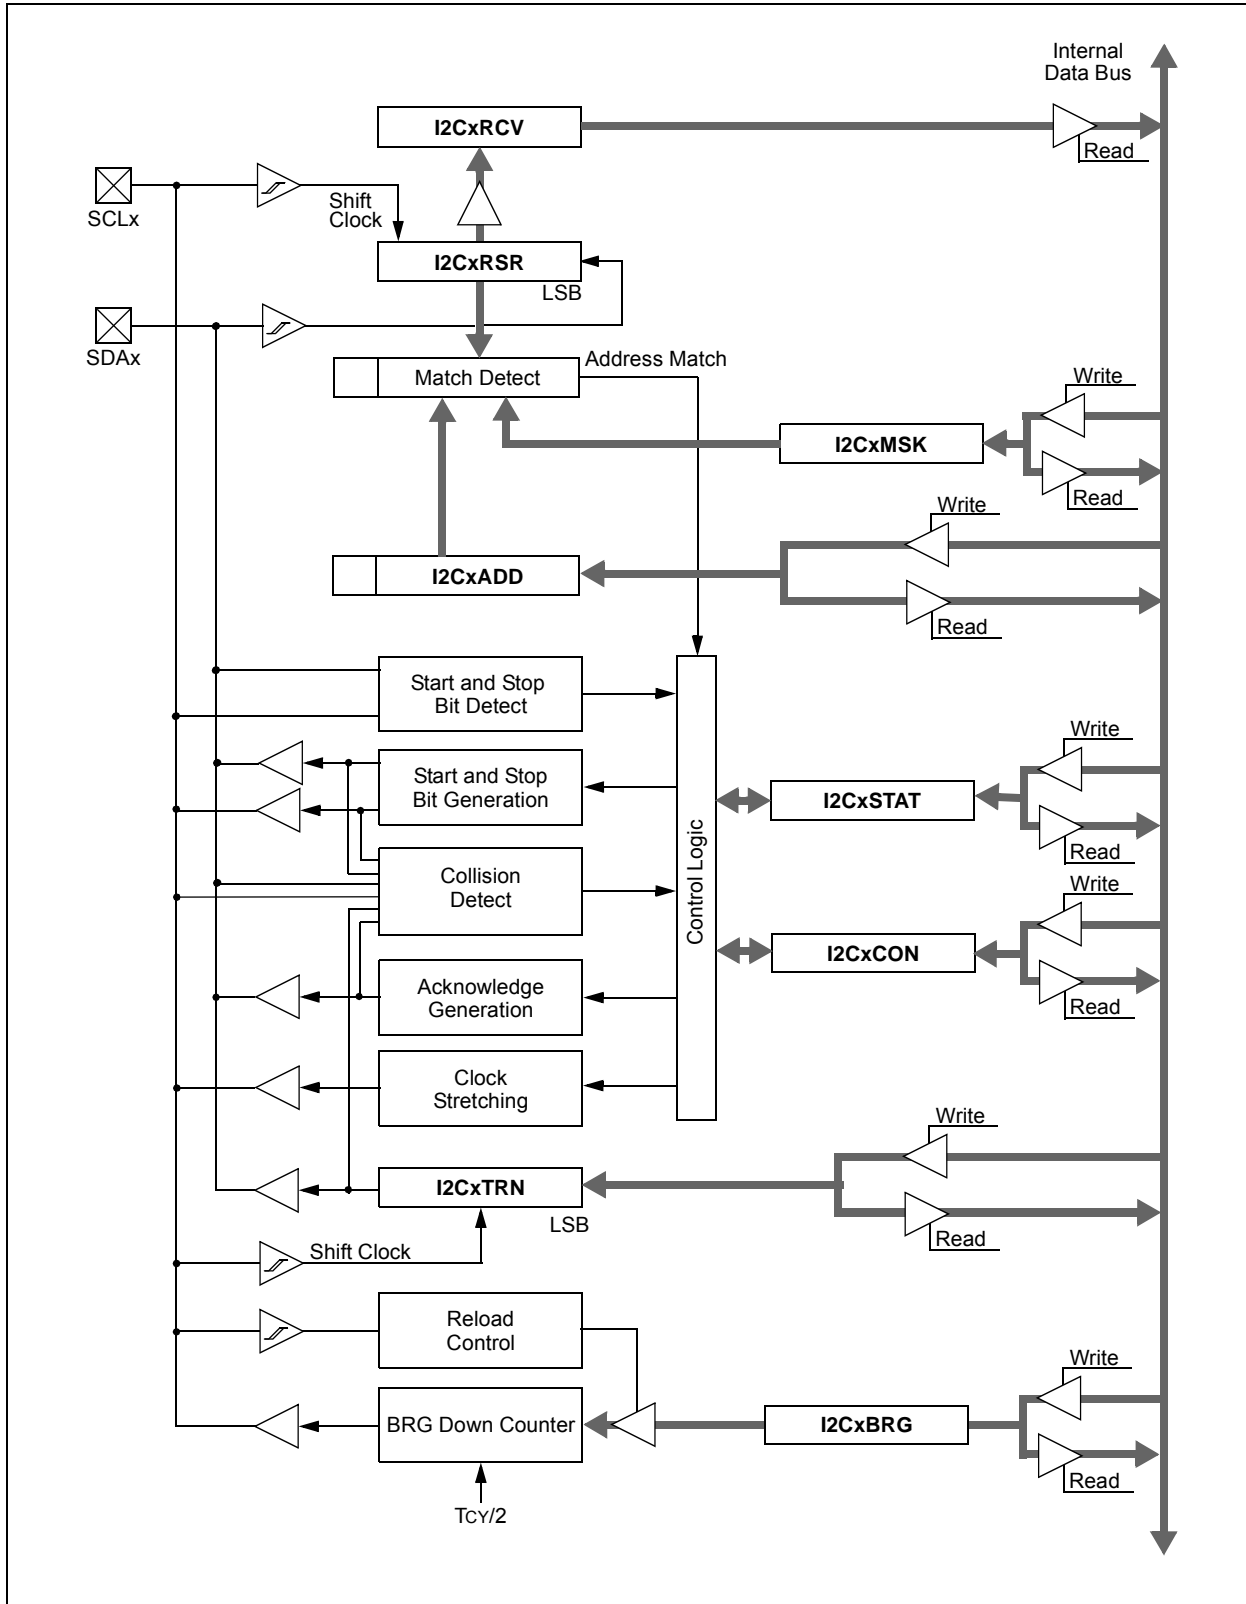 Internal
Data Bus
I2CxRCV
Read
SCLx
Shift
Clock
I2CxRSR
LSB
SDAx
Address Match
Match Detect
Write
I2CxMSK
Read
Write
I2CxADD
Read
Start and Stop
Bit Detect
Write
Start and Stop
Bit Generation
I2CxSTAT
Read
Control Logic
Collision
Detect
Write
I2CxCON
Read
Acknowledge
Generation
Clock
Stretching
Write
I2CxTRN
LSB
Read
Shift Clock
Reload
Control
Write
BRG Down Counter
I2CxBRG
Read
TCY/2